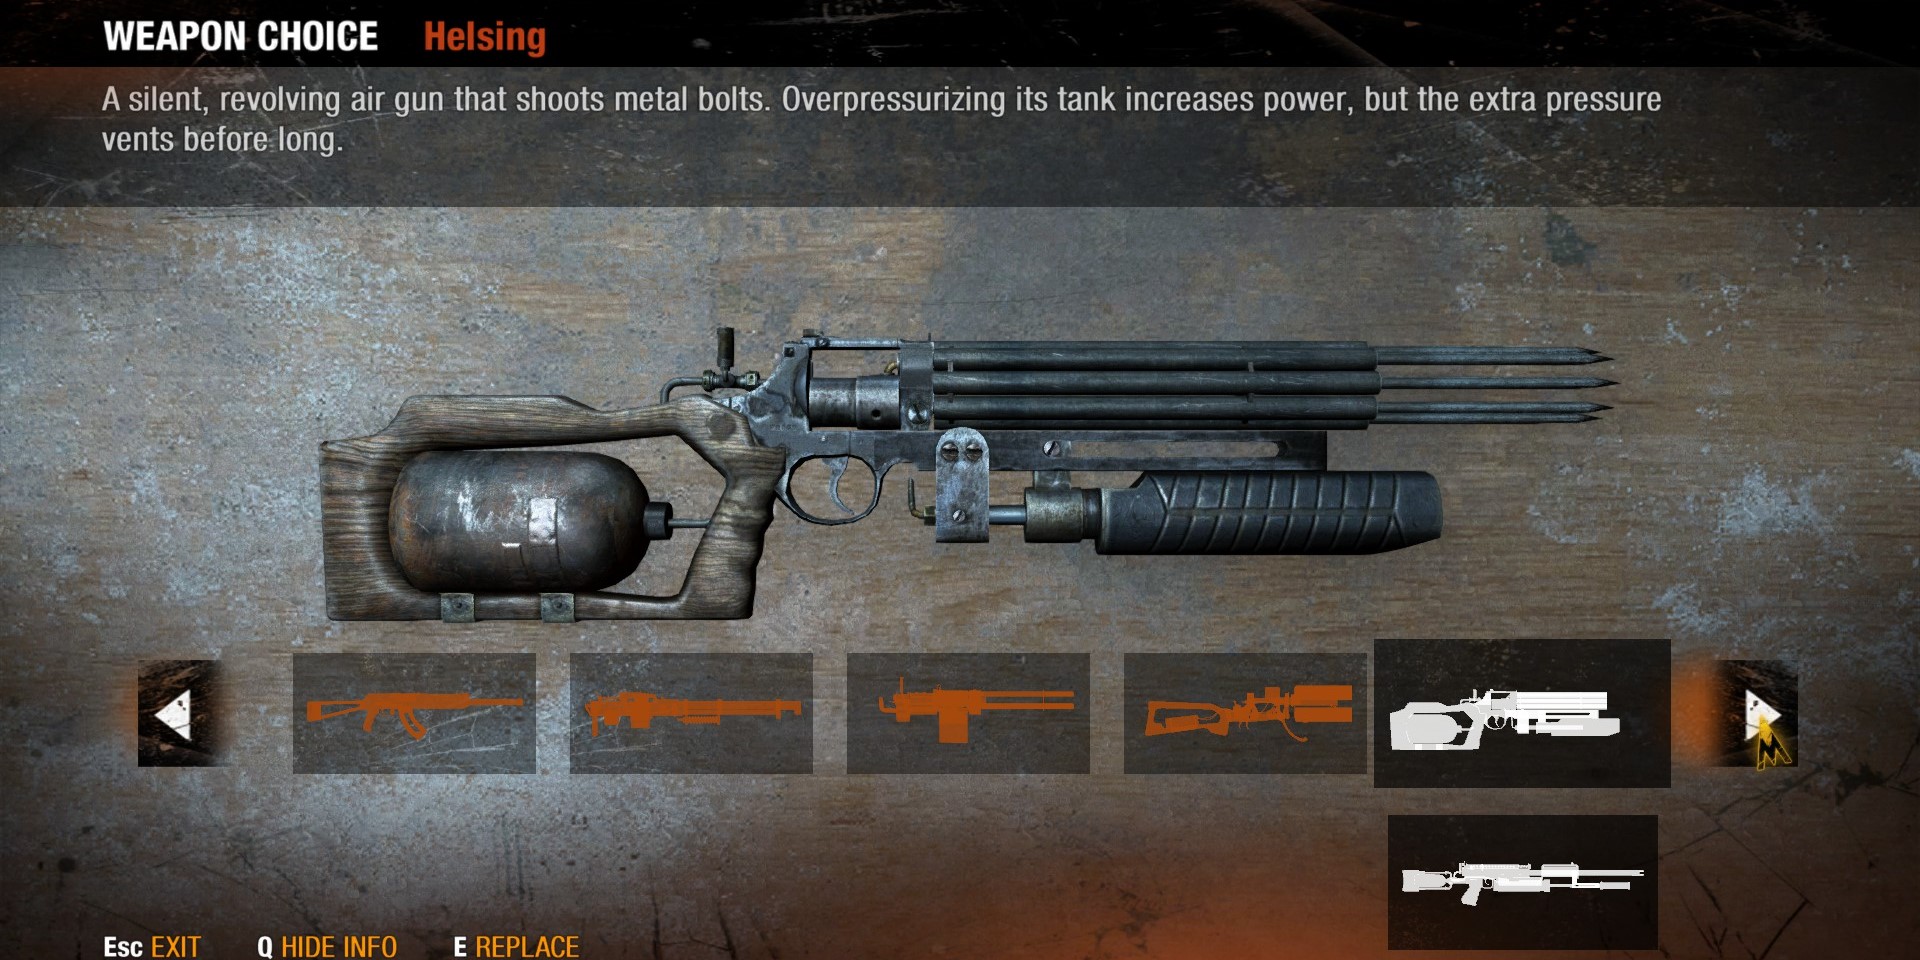 WEAPON CHOICE Helsing
A silent, revolving air gun that shoots metal bolts. Overpressurizing its tank increases power, but the extra pressure
vents before long.
Esc EXIT Q HIDE INFO E REPLACE